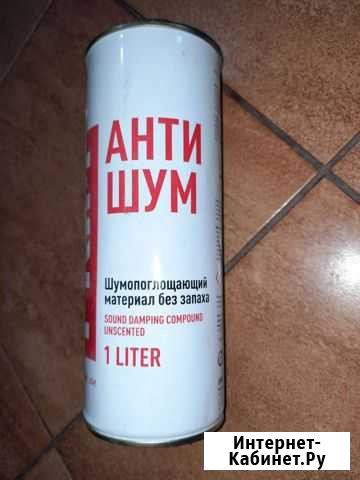 АНТИ
ШУМ
Шумопоглощающий
материал без запаха
SOUND DAMPING COMPOUND
UNSCENTED
1 LITER
Интернет-
Кабинет.Ру